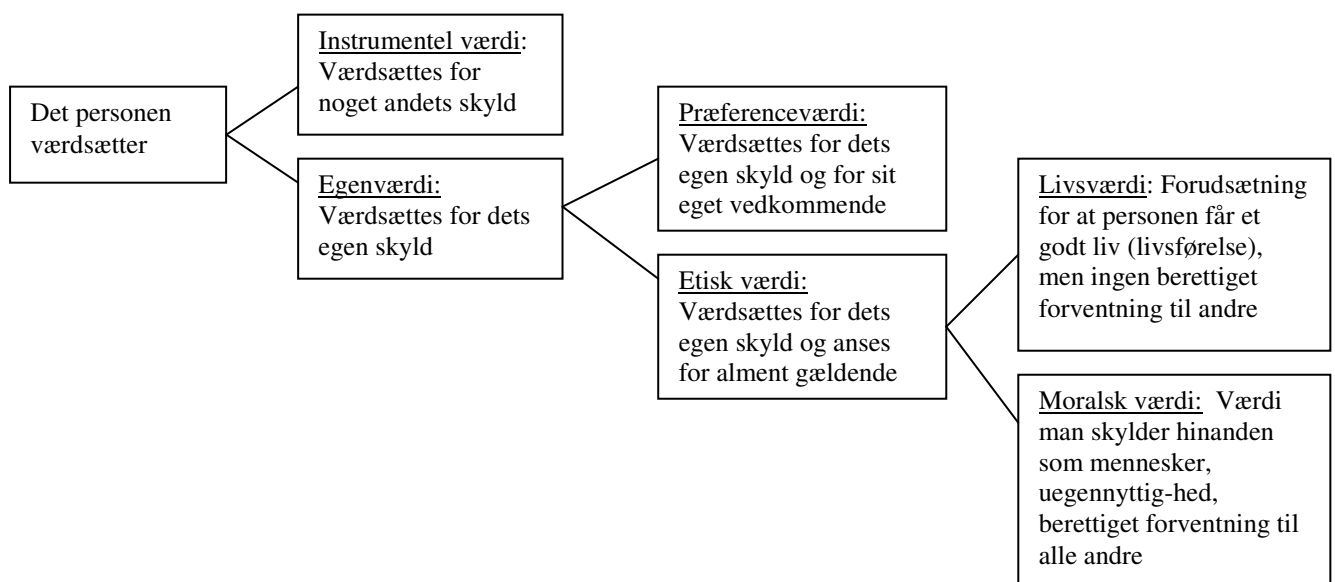 Det personen
værdsætter
Instrumentel værdi:
Værdsættes for
noget andets skyld
Egenværdi:
Værdsættes for dets
egen skyld
Præferenceværdi:
Værdsættes for dets
egen skyld og for sit
eget vedkommende
Etisk værdi:
Værdsættes for dets
egen skyld og anses
for alment gældende
Livsværdi: Forudsætning
for at personen får et
godt liv (livsførelse),
men ingen berettiget
forventning til andre
Moralsk værdi: Værdi
man skylder hinanden
som mennesker,
uegennyttig-hed,
berettiget forventning til
alle andre